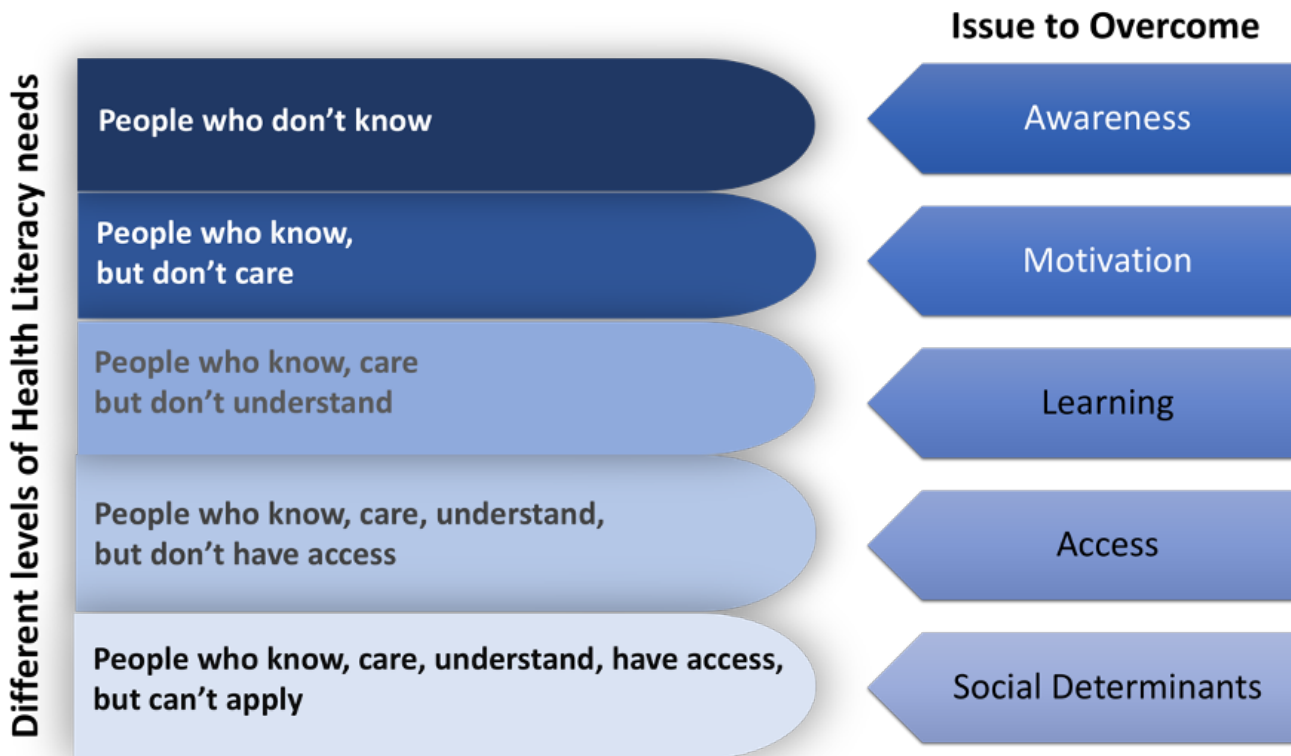 Issue to Overcome
Different levels of Health Literacy needs
People who don’t know
Awareness
People who know,
but don’t care
Motivation
People who know, care
but don’t understand
Learning
People who know, care, understand,
but don’t have access
Access
People who know, care, understand, have access,
but can’t apply
Social Determinants